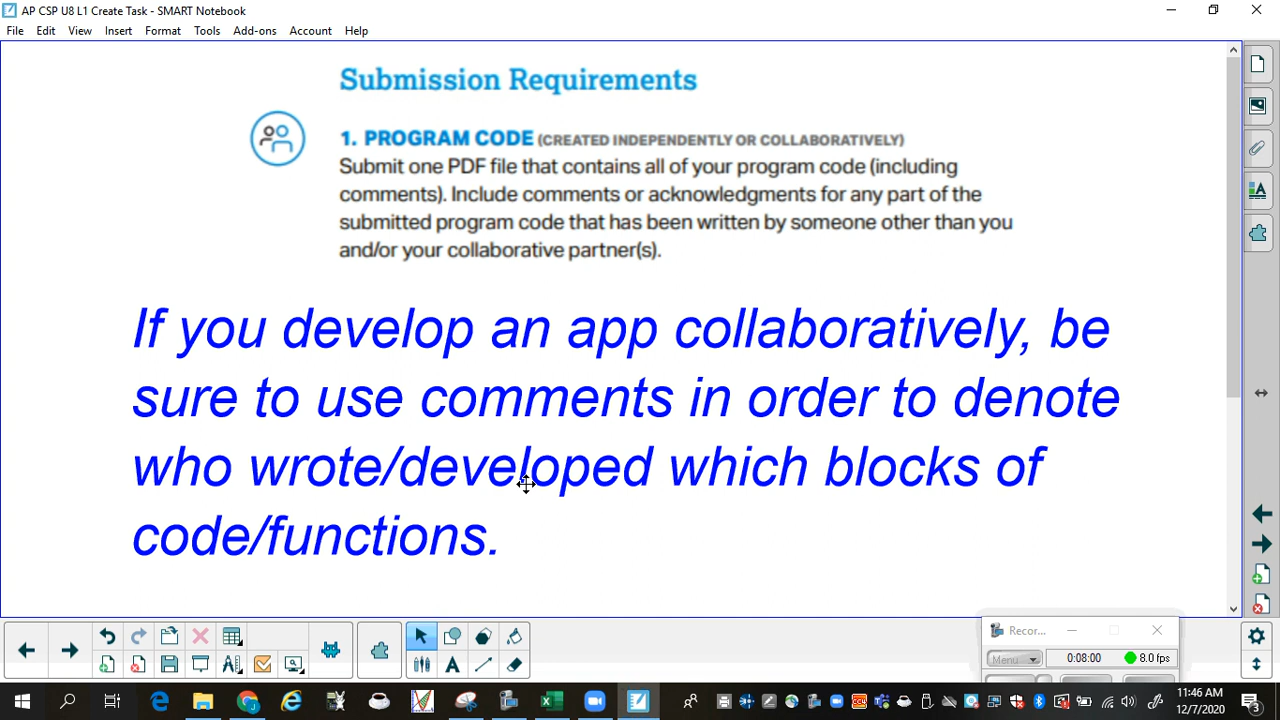 AP CSP U8 L1 Create Task - SMART Notebook
File Edit View Insert Format Tools Add-ons Account Help
Submission Requirements
1. PROGRAM CODE (CREATED INDEPENDENTLY OR COLLABORATIVELY)
Submit one PDF file that contains all of your program code (including
comments). Include comments or acknowledgments for any part of the
submitted program code that has been written by someone other than you
and/or your collaborative partner(s).
If you develop an app collaboratively, be
sure to use comments in order to denote
who wrote/developed which blocks of
code/functions.
Recor...
Menu
0:08:00 8.0 fps
11:46 AM
12/7/2020
3